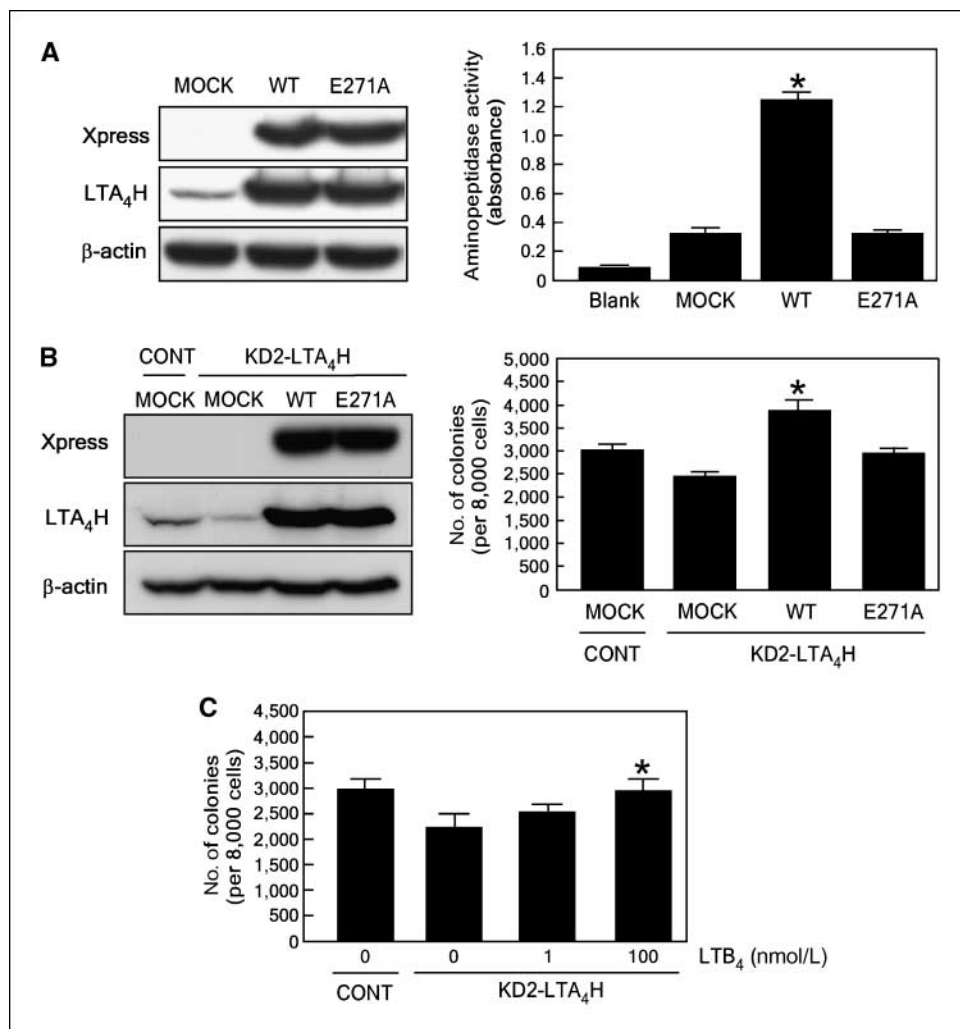 A
MOCK WT E271A
Xpress
LTA4H
β-actin
Aminopeptidase activity
(absorbance)
1.6
1.4
1.2
1.0
0.8
0.6
0.4
0.2
0
*
Blank MOCK WT E271A
B
CONT KD2-LTA4H
MOCK MOCK WT E271A
Xpress
LTA4H
β-actin
No. of colonies
(per 8,000 cells)
5,000
4,500
4,000
3,500
3,000
2,500
2,000
1,500
1,000
500
0
*
MOCK MOCK WT E271A
CONT KD2-LTA4H
C
No. of colonies
(per 8,000 cells)
4,500
4,000
3,500
3,000
2,500
2,000
1,500
1,000
500
0
*
0 0 1 100 LTB4 (nmol/L)
CONT KD2-LTA4H